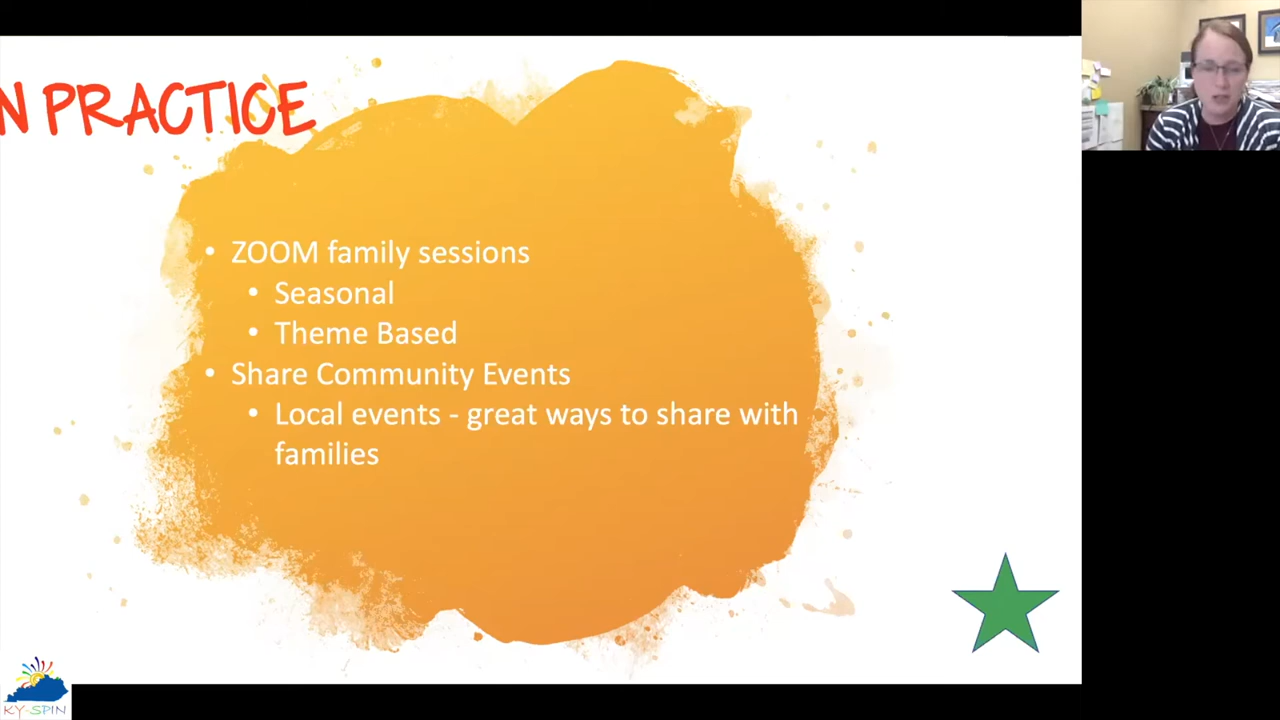 N PRACTICE
• ZOOM family sessions
• Seasonal
• Theme Based
• Share Community Events
• Local events - great ways to share with
families
KY-SPIN